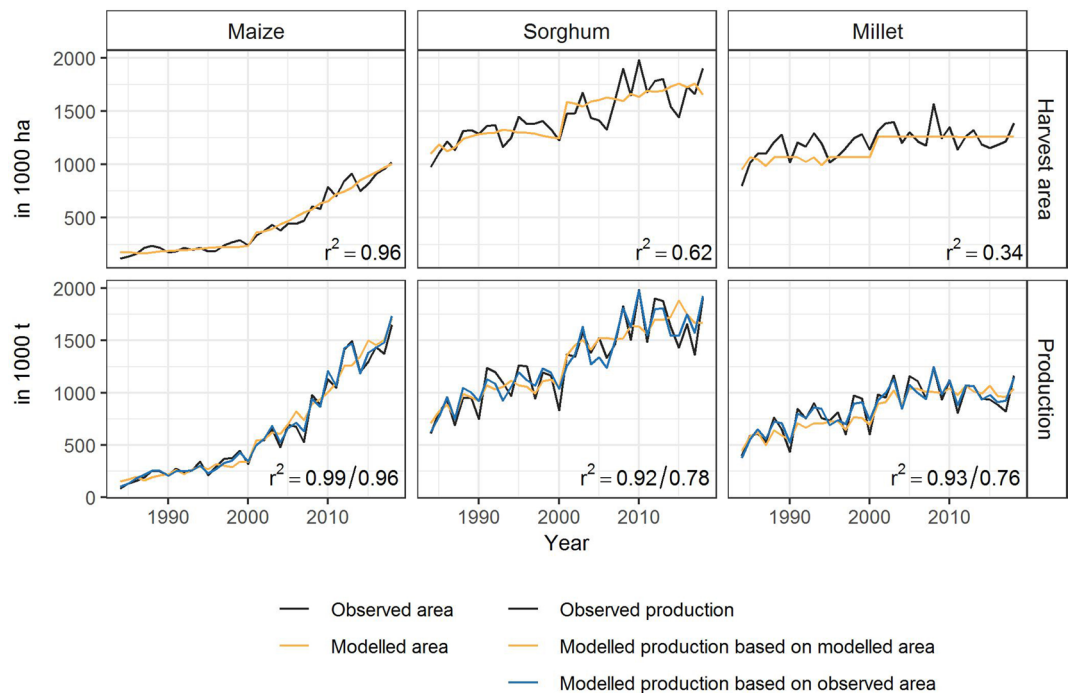 Maize Sorghum Millet
2000
1500
1000
500
in 1000 ha
r² = 0.96
r² = 0.62
r² = 0.34
Harvest area
2000
1500
1000
500
0
in 1000 t
r² = 0.99/0.96
r² = 0.92/0.78
r² = 0.93/0.76
Production
1990 2000 2010 1990 2000 2010 1990 2000 2010
Year
Observed area Observed production
Modelled area Modelled production based on modelled area
Modelled production based on observed area